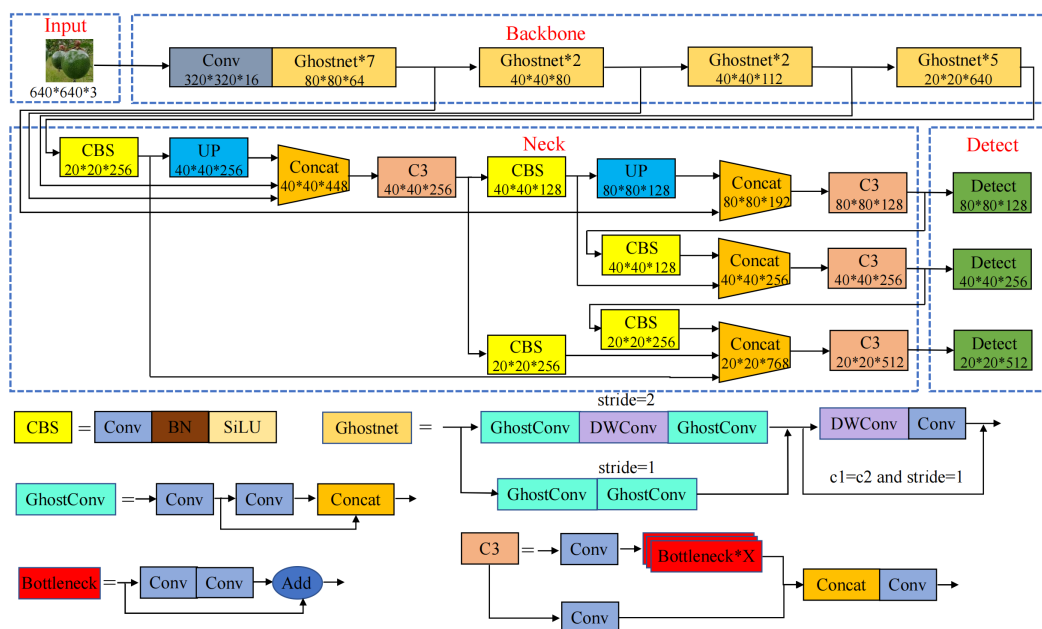 Input
Backbone
640*640*3
Conv
320*320*16
Ghostnet*7
80*80*64
Ghostnet*2
40*40*80
Ghostnet*2
40*40*112
Ghostnet*5
20*20*640
Neck
Detect
CBS
20*20*256
UP
40*40*256
Concat
40*40*448
C3
40*40*256
CBS
40*40*128
UP
80*80*128
Concat
80*80*192
C3
80*80*128
Detect
80*80*128
CBS
40*40*128
Concat
40*40*256
C3
40*40*256
Detect
40*40*256
CBS
20*20*256
CBS
20*20*256
Concat
20*20*768
C3
20*20*512
Detect
20*20*512
CBS = Conv BN SiLU
Ghostnet =
stride=2
GhostConv DWConv GhostConv
DWConv Conv
stride=1
GhostConv GhostConv
c1=c2 and stride=1
GhostConv = Conv Conv Concat
C3 = Conv Bottleneck*X
Concat Conv
Conv
Bottleneck = Conv Conv Add